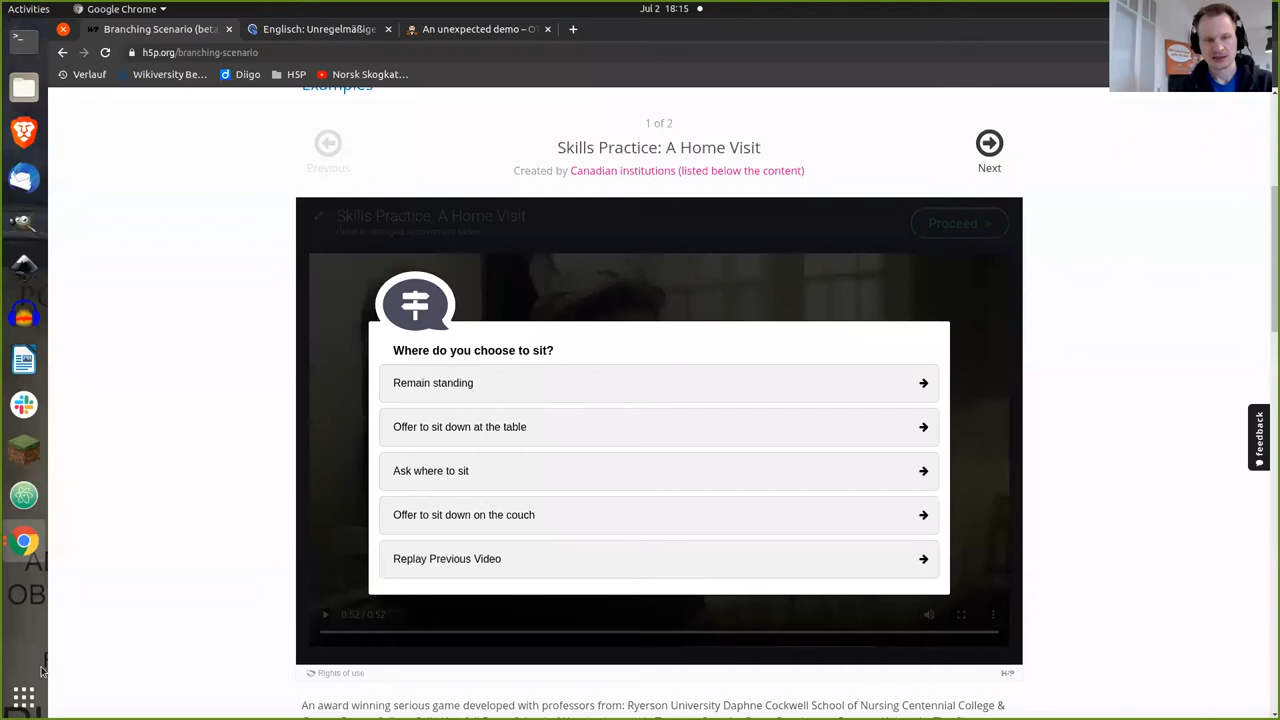 Activities
Google Chrome
Jul 2 18:15
Branching Scenario (beta
Englisch: Unregelmäßige
An unexpected demo – O
h5p.org/branching-scenario
Verlauf
Wikiversity Be...
Diigo
H5P
Norsk Skogkat...
Examples
1 of 2
Previous
Skills Practice: A Home Visit
Next
Created by Canadian institutions (listed below the content)
Skills Practice: A Home Visit
Proceed »
Where do you choose to sit?
Remain standing
Offer to sit down at the table
Ask where to sit
Offer to sit down on the couch
Replay Previous Video
0:52 / 0:52
feedback
Rights of use
H-P
An award winning serious game developed with professors from: Ryerson University Daphne Cockwell School of Nursing Centennial College &